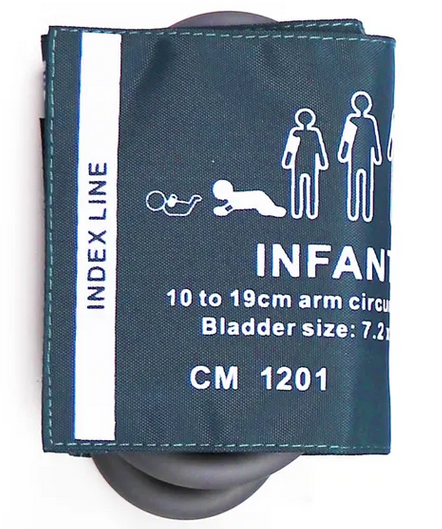 INDEX LINE
INFANT
10 to 19cm arm circu
Bladder size: 7.2
CM 1201